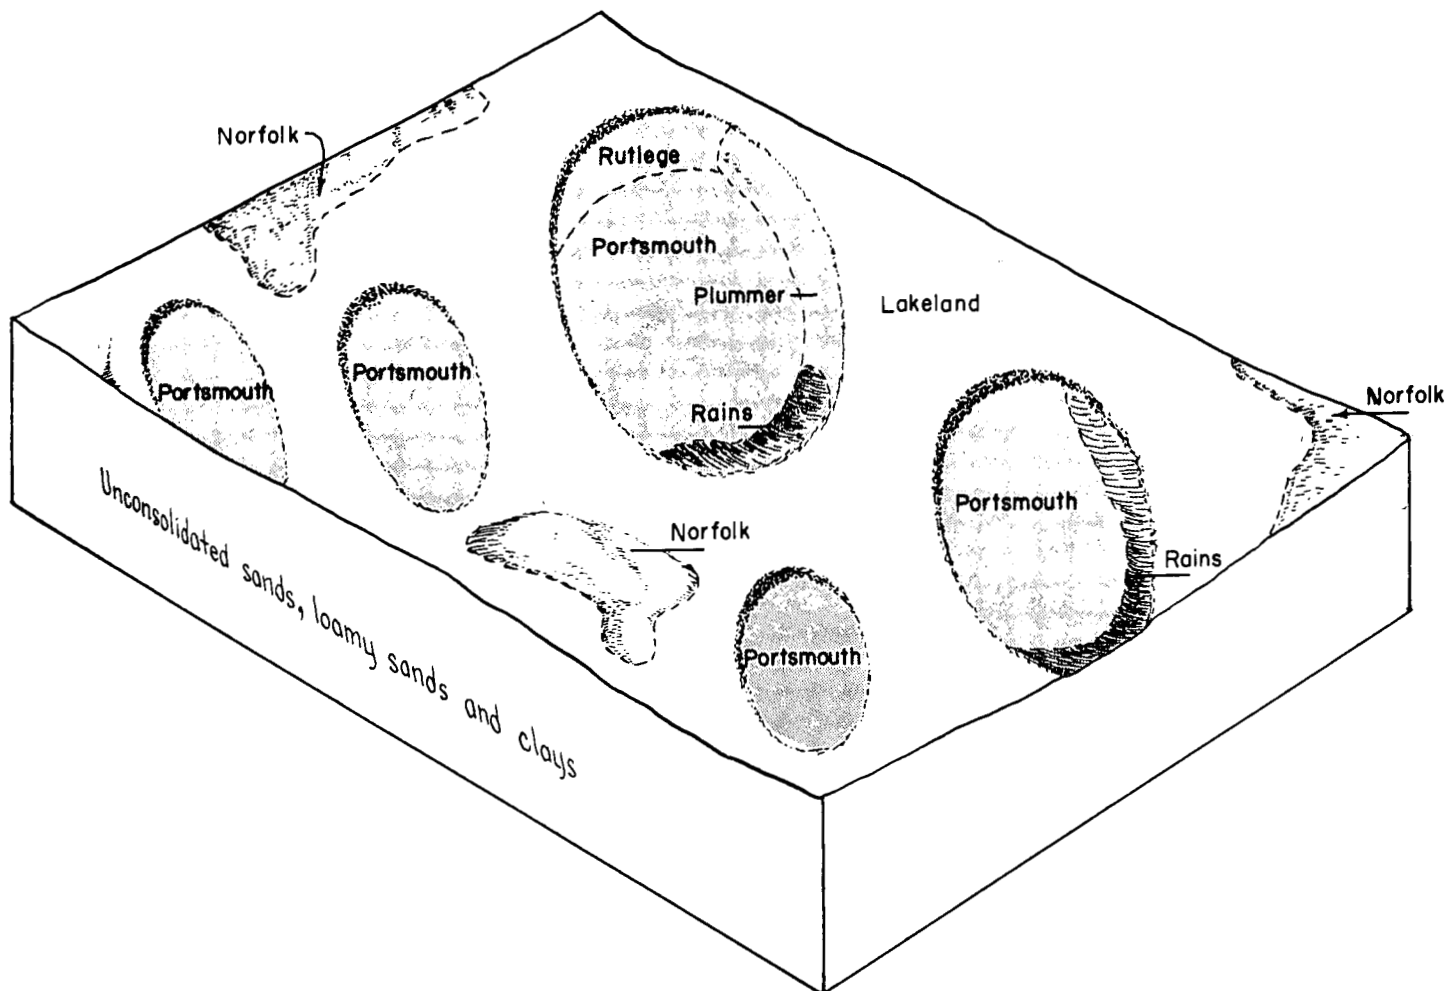 Norfolk
Rutlege
Portsmouth
Plummer
Lakeland
Portsmouth
Portsmouth
Rains
Norfolk
Portsmouth
Norfolk
Rains
Portsmouth
Unconsolidated sands, loamy sands and clays